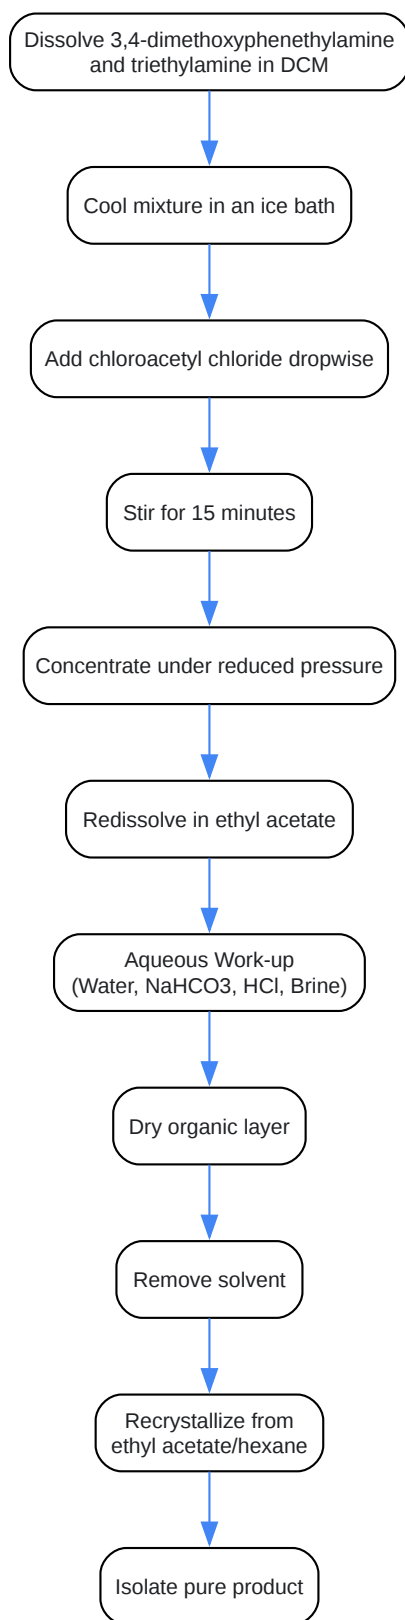 Dissolve 3,4-dimethoxyphenethylamine
and triethylamine in DCM
Cool mixture in an ice bath
Add chloroacetyl chloride dropwise
Stir for 15 minutes
Concentrate under reduced pressure
Redissolve in ethyl acetate
Aqueous Work-up
(Water, NaHCO3, HCl, Brine)
Dry organic layer
Remove solvent
Recrystallize from
ethyl acetate/hexane
Isolate pure product